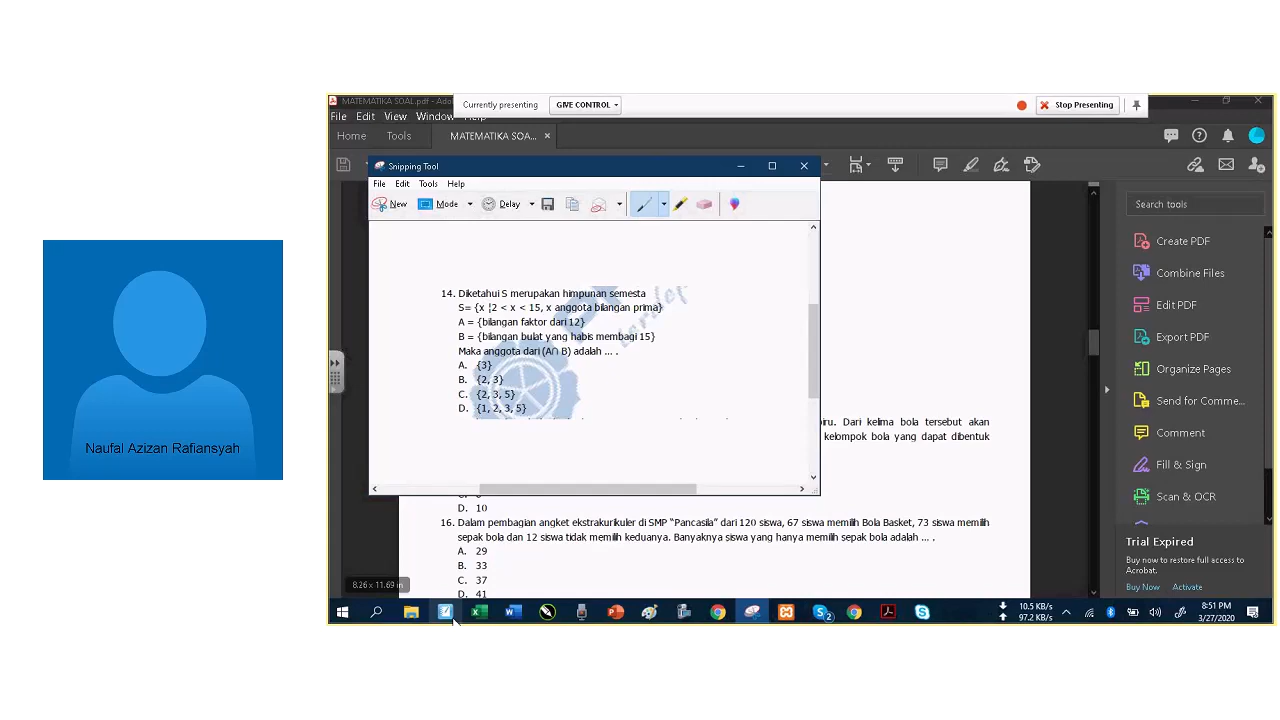 Naufal Azizan Rafiansyah
MATEMATIKA SOAL.pdf - Ado
Currently presenting
GIVE CONTROL
Stop Presenting
File Edit View Window Help
Home Tools MATEMATIKA SOA... ×
Snipping Tool
File Edit Tools Help
New Mode Delay
14. Diketahui S merupakan himpunan semesta
S= {x ¦2 < x < 15, x anggota bilangan prima}
A = {bilangan faktor dari 12}
B = {bilangan bulat yang habis membagi 15}
Maka anggota dari (A∩ B) adalah ... .
A. {3}
B. {2, 3}
C. {2, 3, 5}
D. {1, 2, 3, 5}
biru. Dari kelima bola tersebut akan
kelompok bola yang dapat dibentuk
D. 10
16. Dalam pembagian angket ekstrakurikuler di SMP “Pancasila” dari 120 siswa, 67 siswa memilih Bola Basket, 73 siswa memilih
sepak bola dan 12 siswa tidak memilih keduanya. Banyaknya siswa yang hanya memilih sepak bola adalah ... .
A. 29
B. 33
C. 37
D. 41
8.26 x 11.69 in
Search tools
Create PDF
Combine Files
Edit PDF
Export PDF
Organize Pages
Send for Comme...
Comment
Fill & Sign
Scan & OCR
Trial Expired
Buy now to restore full access to
Acrobat.
Buy Now Activate
2
10.5 KB/s
97.2 KB/s
8:51 PM
3/27/2020